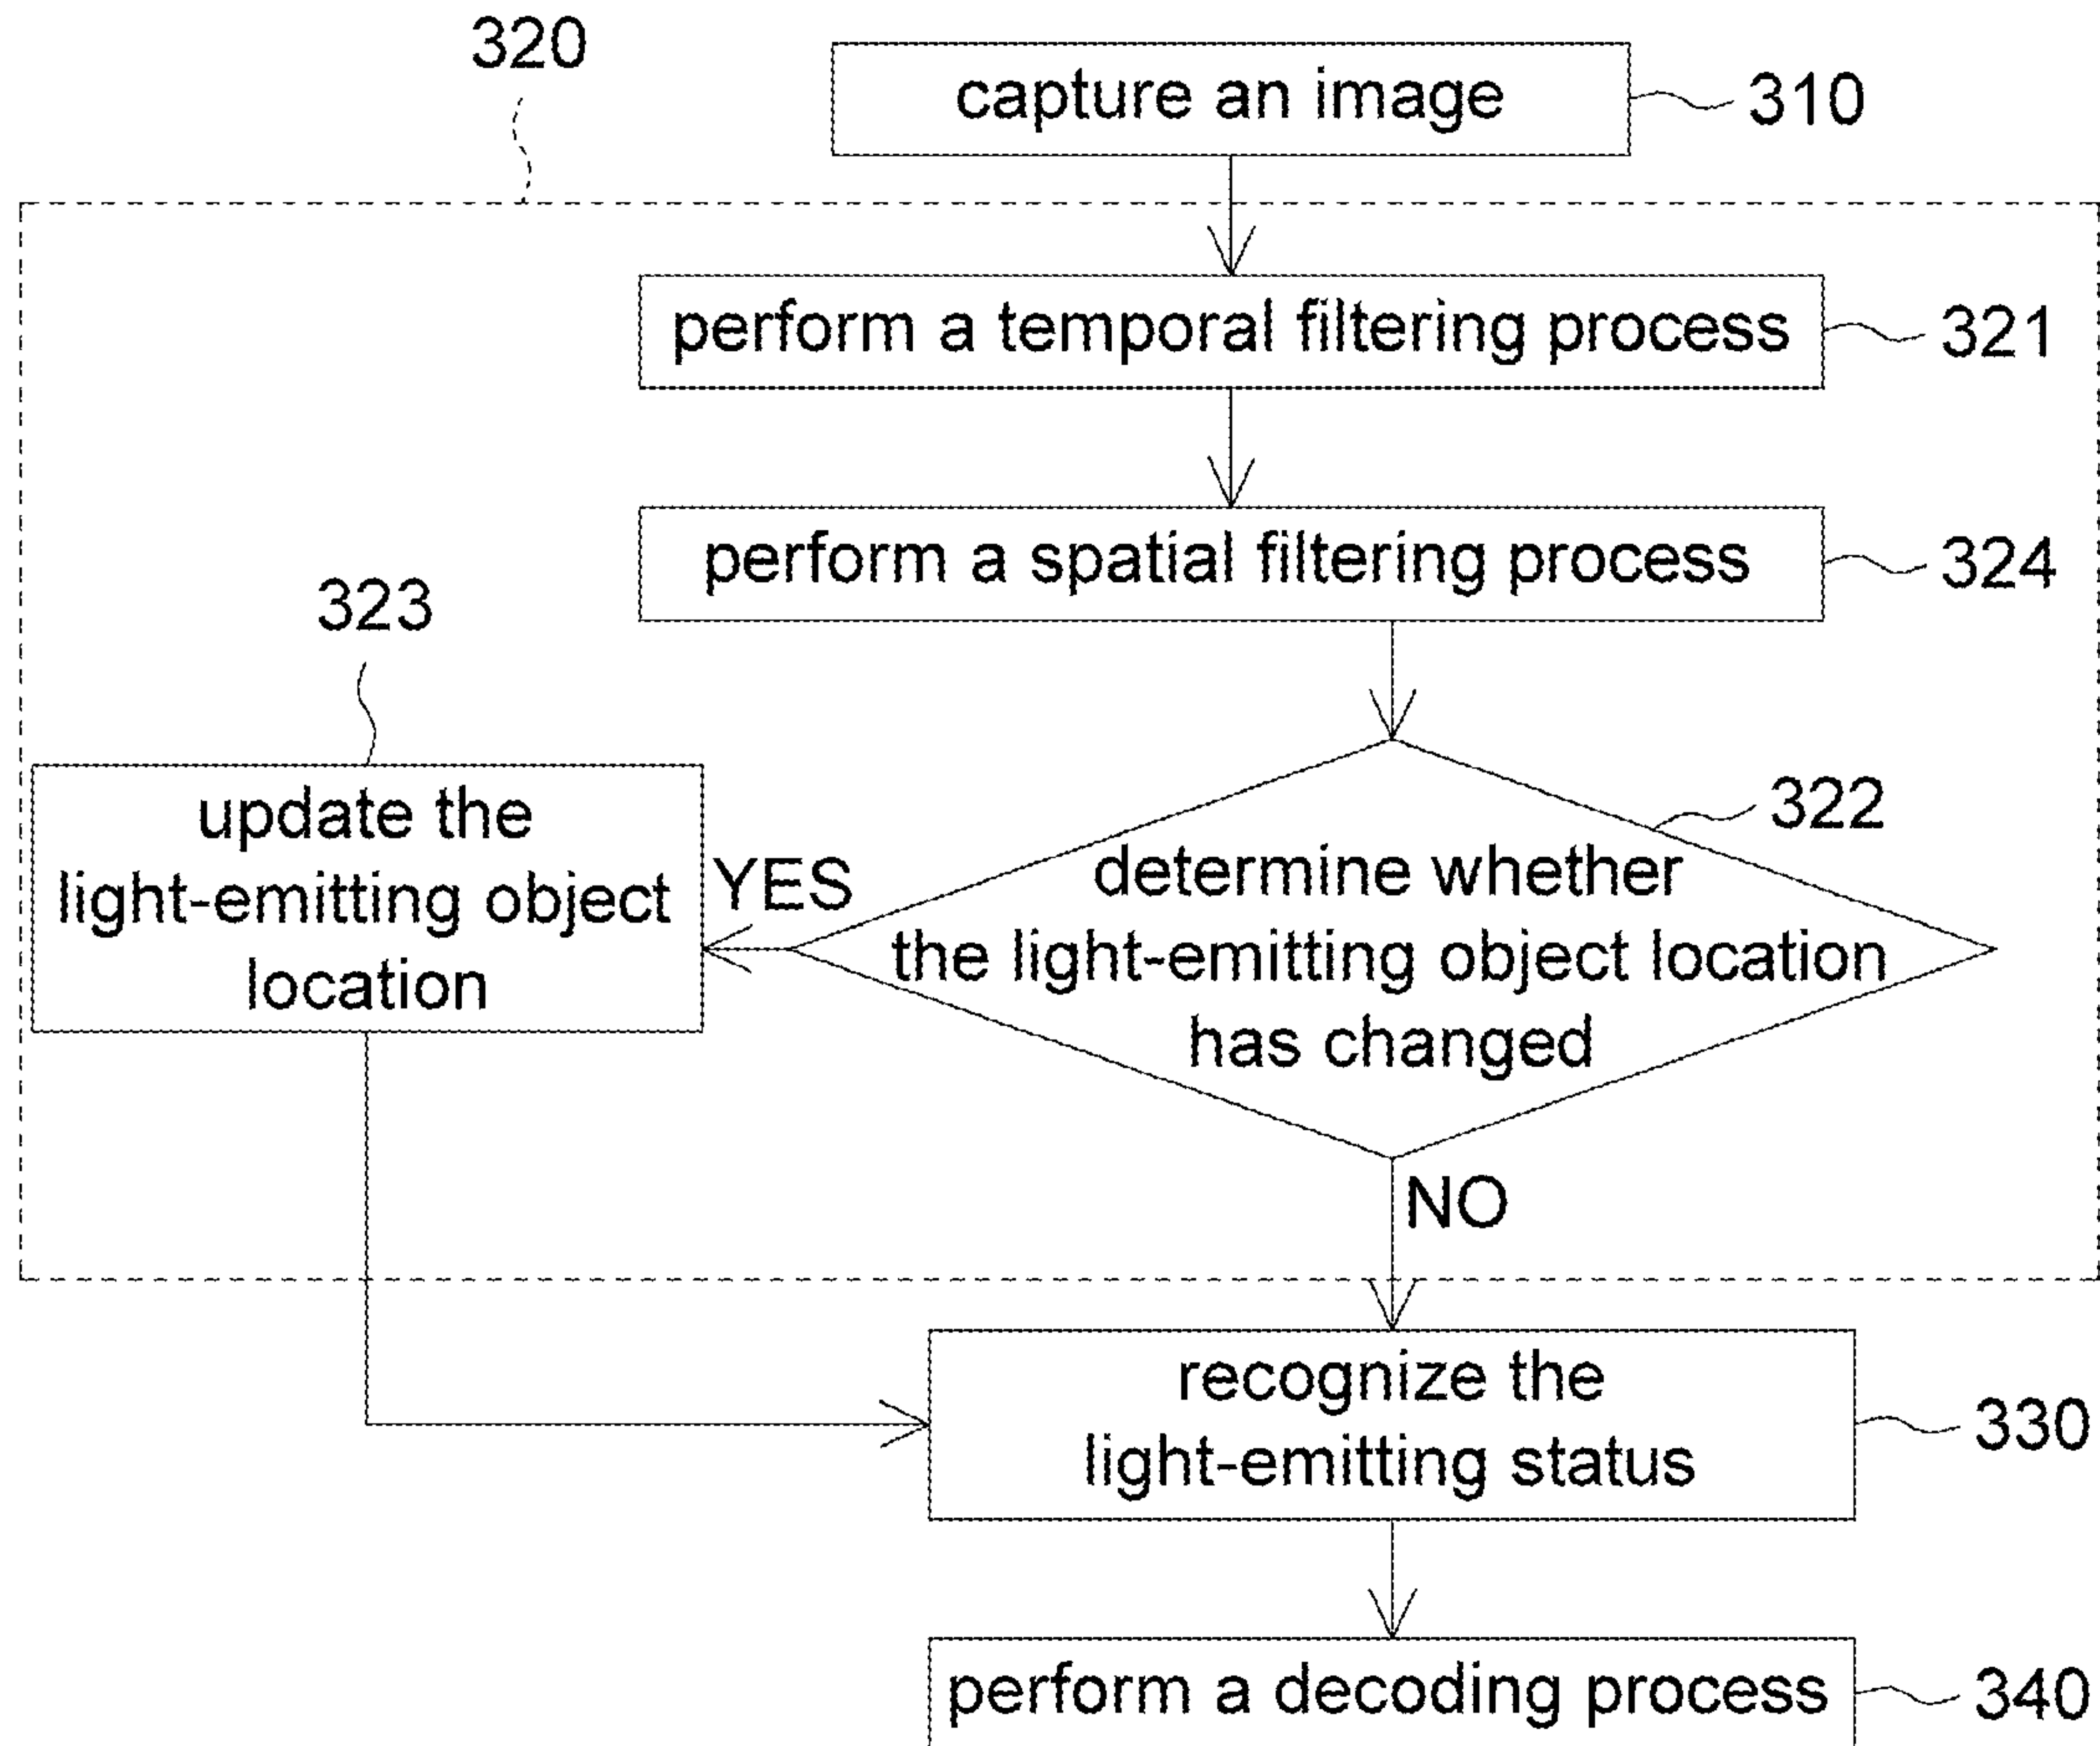 320
capture an image
310
perform a temporal filtering process
321
perform a spatial filtering process
324
323
update the
light-emitting object
location
YES
322
determine whether
the light-emitting object location
has changed
NO
recognize the
light-emitting status
330
perform a decoding process
340